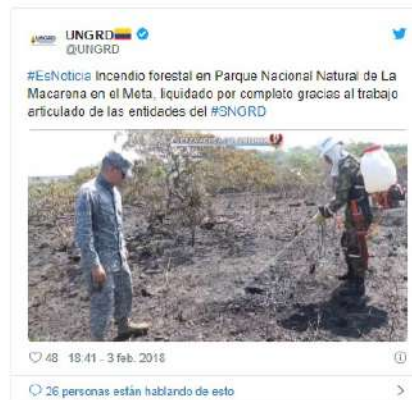 UNGRD
UNGRD
@UNGRD
#EsNoticia Incendio forestal en Parque Nacional Natural de La
Macarena en el Meta, liquidado por completo gracias al trabajo
articulado de las entidades del #SNGRD
48 18:41 - 3 feb. 2018
26 personas están hablando de esto